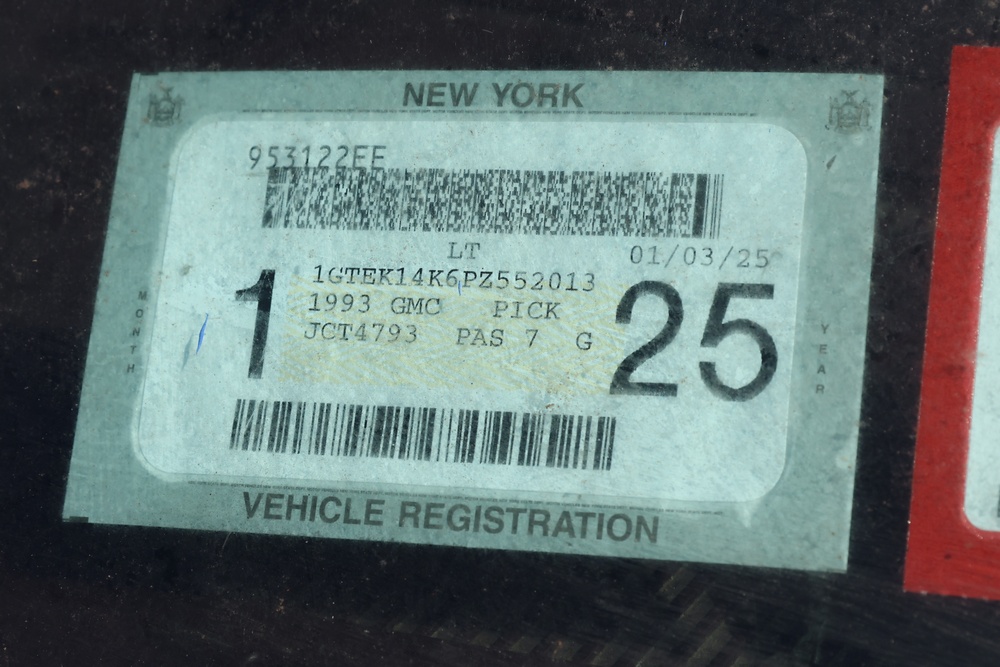 NEW YORK
953122EE
LT 01/03/25
1GTEK14K6PZ552013
1993 GMC PICK
JCT4793 PAS 7 G
1 25
MONTH
YEAR
VEHICLE REGISTRATION